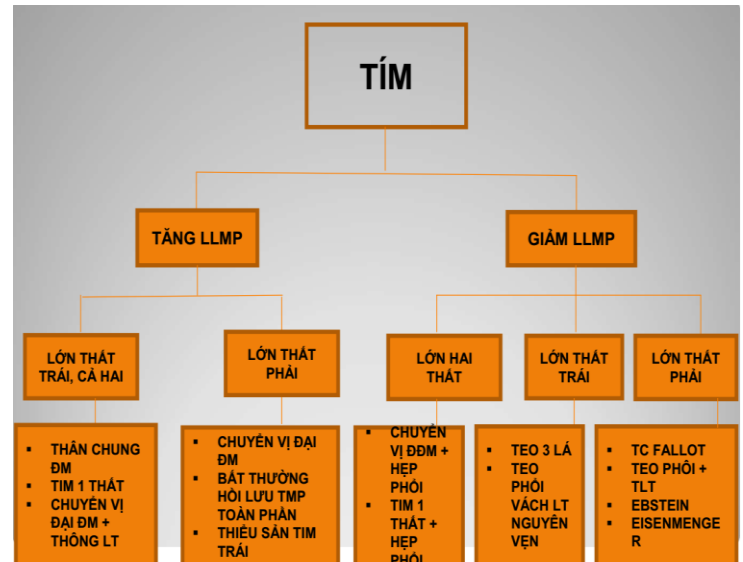 TÍM
TĂNG LLMP
GIẢM LLMP
LỚN THẤT
TRÁI, CẢ HAI
LỚN THẤT
PHẢI
LỚN HAI
THẤT
LỚN THẤT
TRÁI
LỚN THẤT
PHẢI
▪ THÂN CHUNG
ĐM
▪ TIM 1 THẤT
▪ CHUYỂN VỊ
ĐẠI ĐM +
THÔNG LT
▪ CHUYỂN VỊ ĐẠI
ĐM
▪ BẤT THƯỜNG
HỒI LƯU TMP
TOÀN PHẦN
▪ THIỂU SẢN TIM
TRÁI
▪ CHUYỂN
VỊ ĐĐM +
HẸP
PHỔI
▪ TIM 1
THẤT +
HẸP
PHỔI
▪ TEO 3 LÁ
▪ TEO
PHỔI
VÁCH LT
NGUYÊN
VẸN
▪ TC FALLOT
▪ TEO PHỔI +
TLT
▪ EBSTEIN
▪ EISENMENGE
R